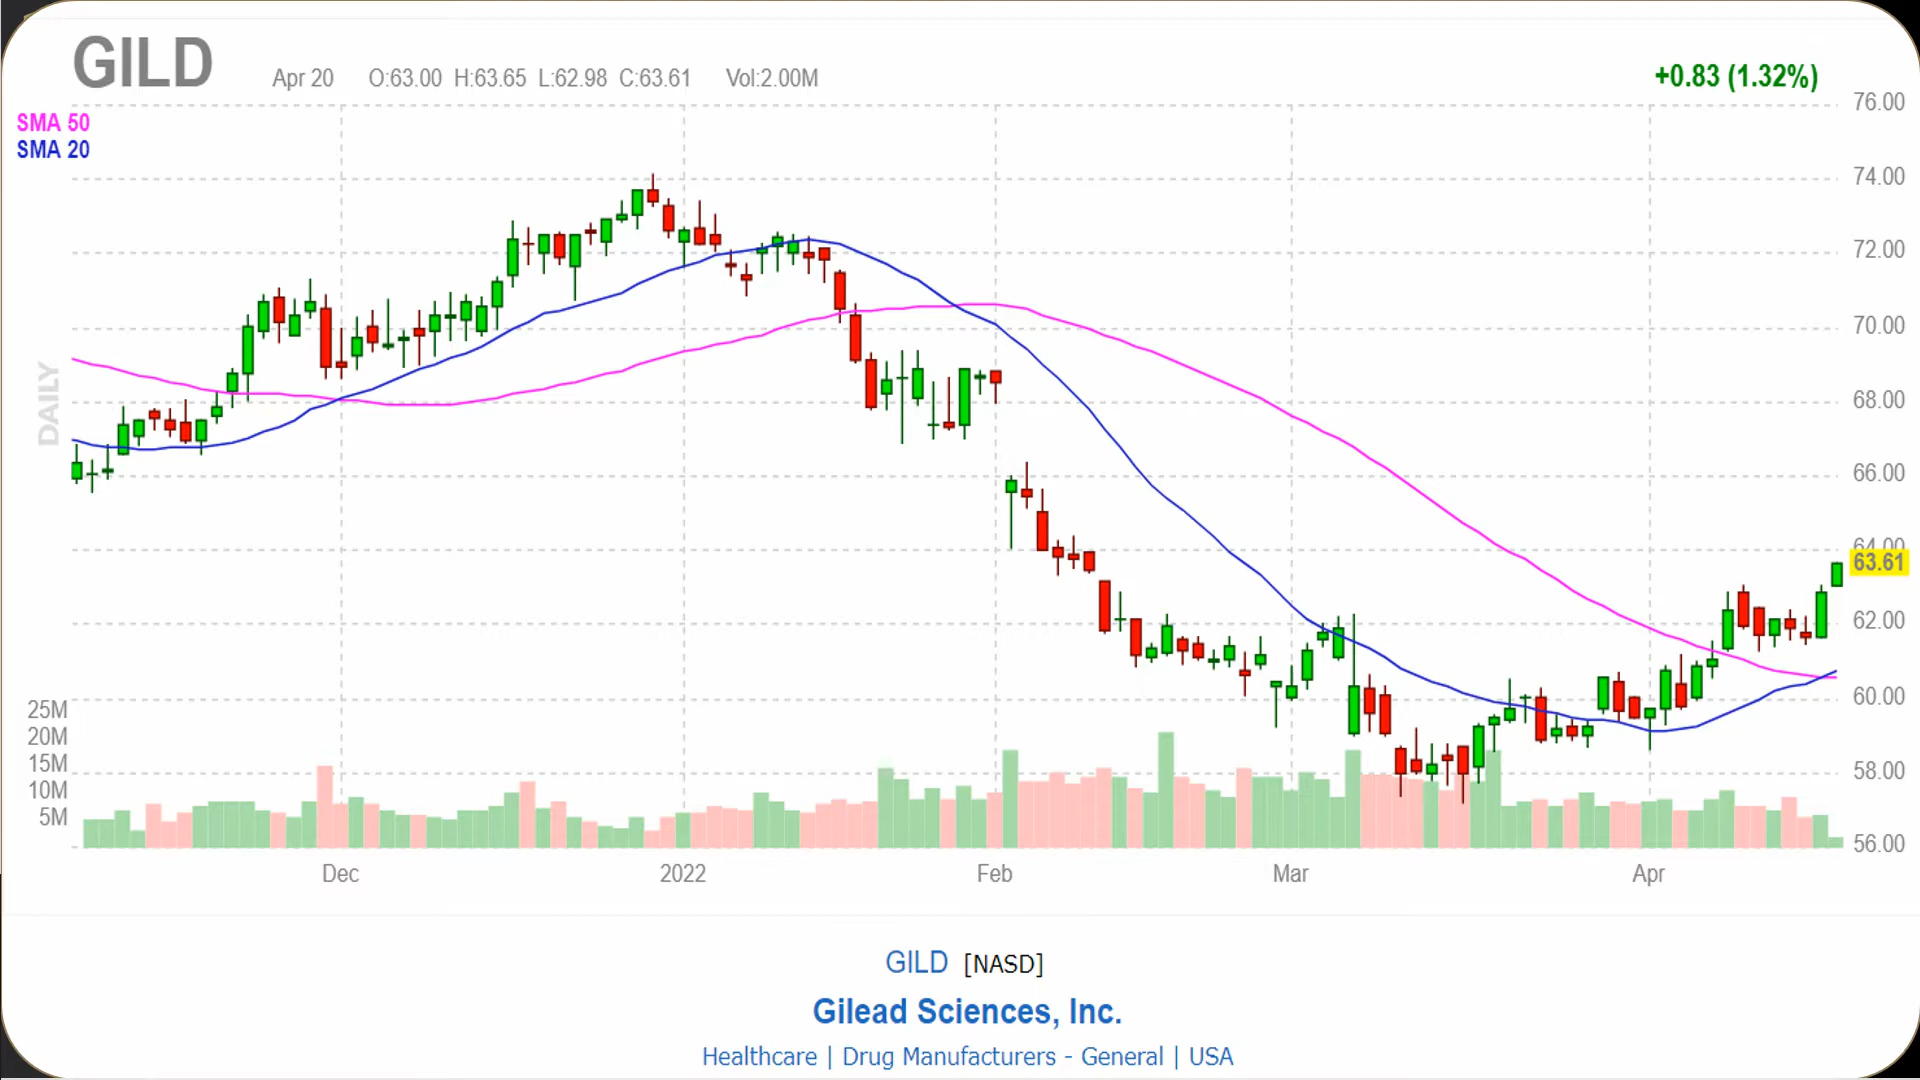 GILD Apr 20 O:63.00 H:63.65 L:62.98 C:63.61 Vol:2.00M +0.83 (1.32%)
SMA 50
SMA 20
DAILY
76.00
74.00
72.00
70.00
68.00
66.00
64.00
63.61
62.00
60.00
58.00
56.00
25M
20M
15M
10M
5M
Dec 2022 Feb Mar Apr
GILD [NASD]
Gilead Sciences, Inc.
Healthcare | Drug Manufacturers - General | USA